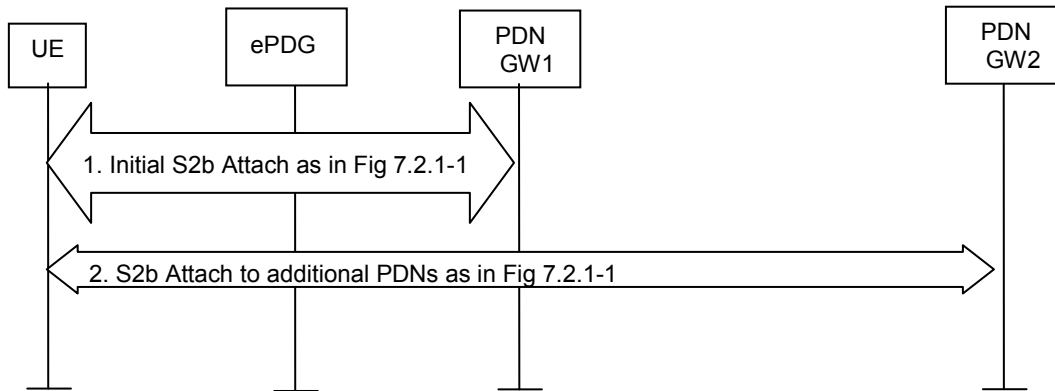 UE
ePDG
PDN
GW1
PDN
GW2
1. Initial S2b Attach as in Fig 7.2.1-1
2. S2b Attach to additional PDNs as in Fig 7.2.1-1